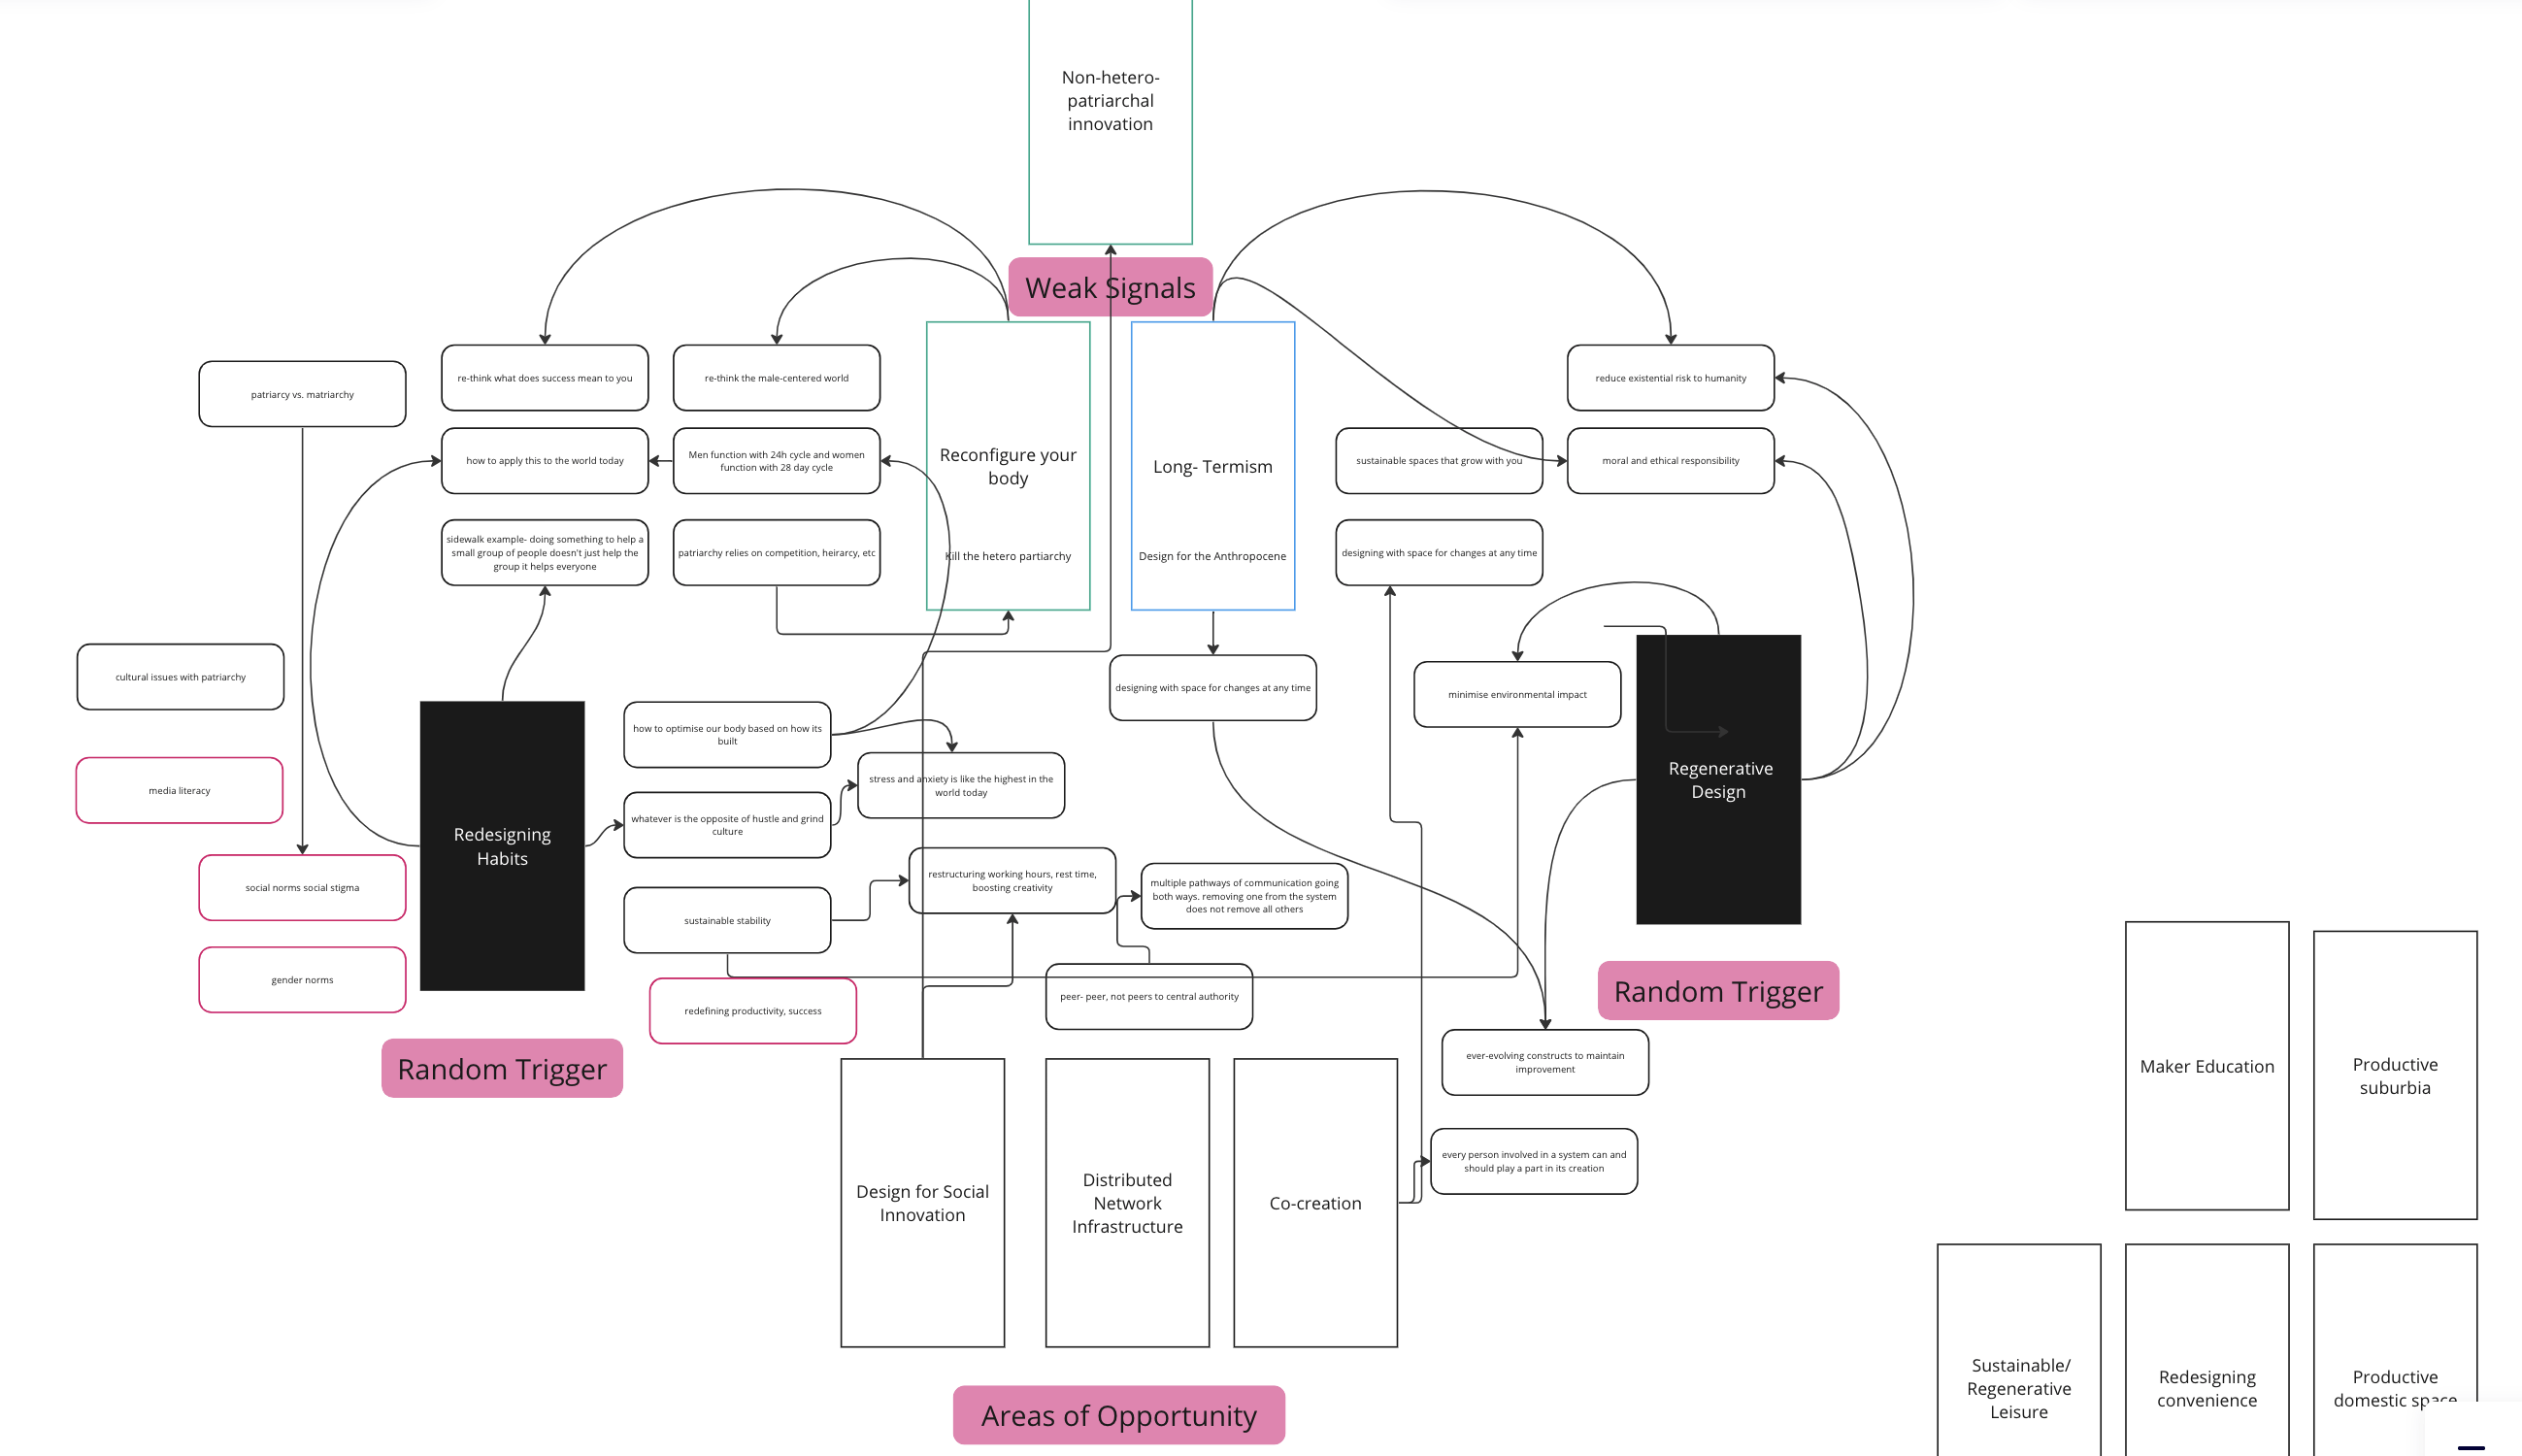 Non-hetero-
patriarchal
innovation
Weak Signals
re-think what does success mean to you
re-think the male-centered world
reduce existential risk to humanity
patriarcy vs. matriarchy
how to apply this to the world today
Men function with 24h cycle and women
function with 28 day cycle
Reconfigure your
body
Long- Termism
sustainable spaces that grow with you
moral and ethical responsibility
sidewalk example- doing something to help a
small group of people doesn't just help the
group it helps everyone
patriarchy relies on competition, heirarcy, etc
Kill the hetero partiarchy
Design for the Anthropocene
designing with space for changes at any time
cultural issues with patriarchy
designing with space for changes at any time
minimise environmental impact
how to optimise our body based on how its
built
media literacy
stress and anxiety is like the highest in the
world today
Regenerative
Design
whatever is the opposite of hustle and grind
culture
Redesigning
Habits
social norms social stigma
restructuring working hours, rest time,
boosting creativity
multiple pathways of communication going
both ways. removing one from the system
does not remove all others
sustainable stability
gender norms
redefining productivity, success
peer- peer, not peers to central authority
Random Trigger
Random Trigger
ever-evolving constructs to maintain
improvement
Maker Education
Productive
suburbia
every person involved in a system can and
should play a part in its creation
Design for Social
Innovation
Distributed
Network
Infrastructure
Co-creation
Sustainable/
Regenerative
Leisure
Redesigning
convenience
Productive
domestic space
Areas of Opportunity